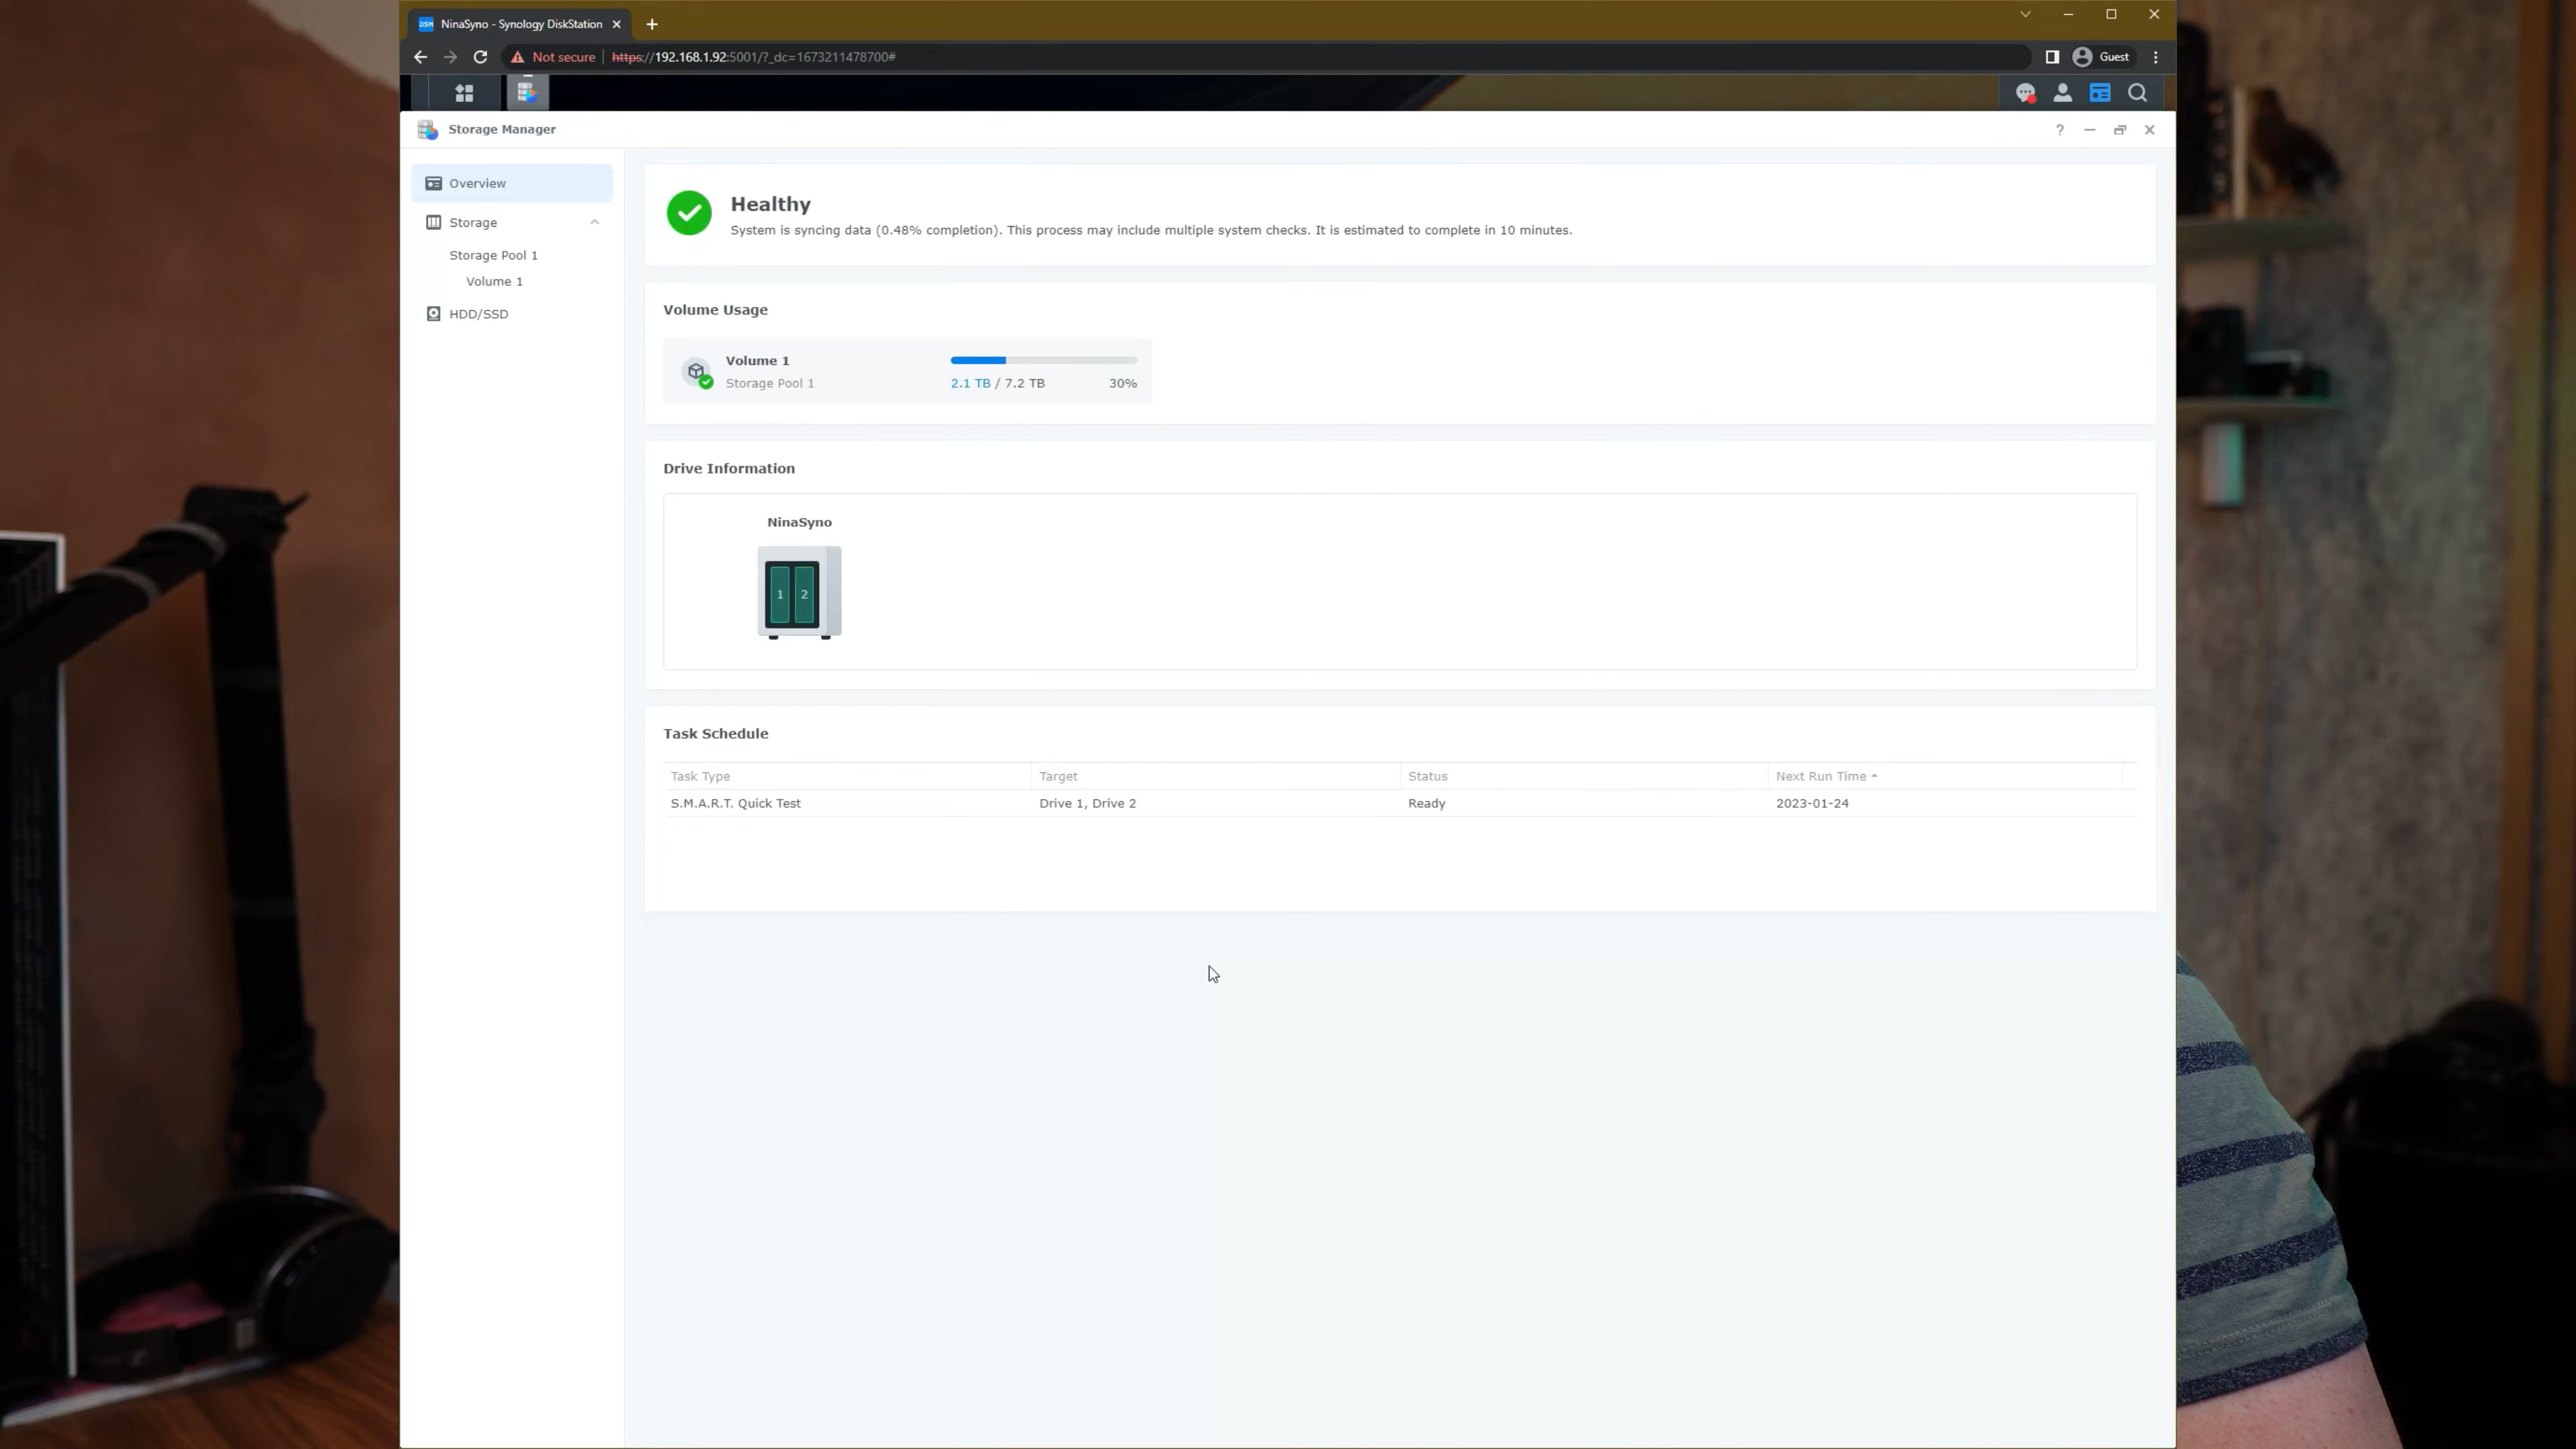 NinaSyno - Synology DiskStation
Not secure https://192.168.1.92:5001/?_dc=1673211478700#
Guest
Storage Manager
Overview
Storage
Storage Pool 1
Volume 1
HDD/SSD
Healthy
System is syncing data (0.48% completion). This process may include multiple system checks. It is estimated to complete in 10 minutes.
Volume Usage
Volume 1
Storage Pool 1
2.1 TB / 7.2 TB 30%
Drive Information
NinaSyno
1 2
Task Schedule
Task Type Target Status Next Run Time
S.M.A.R.T. Quick Test Drive 1, Drive 2 Ready 2023-01-24